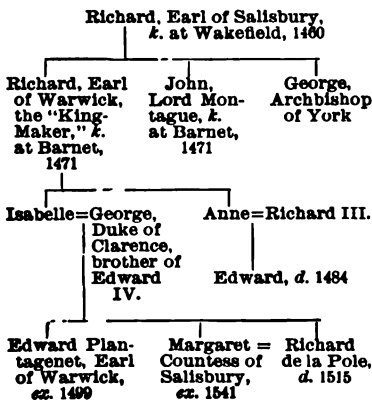 Richard, Earl of Salisbury,
k. at Wakefield, 1460
Richard, Earl
of Warwick,
the "King-
Maker," k.
at Barnet,
1471
John,
Lord Mon-
tague, k.
at Barnet,
1471
George,
Archbishop
of York
Isabelle=George,
Duke of
Clarence,
brother of
Edward
IV.
Anne=Richard III.
Edward, d. 1484
Edward Plan-
tagenet, Earl
of Warwick,
ex. 1499
Margaret =
Countess of
Salisbury,
ex. 1541
Richard
de la Pole,
d. 1515